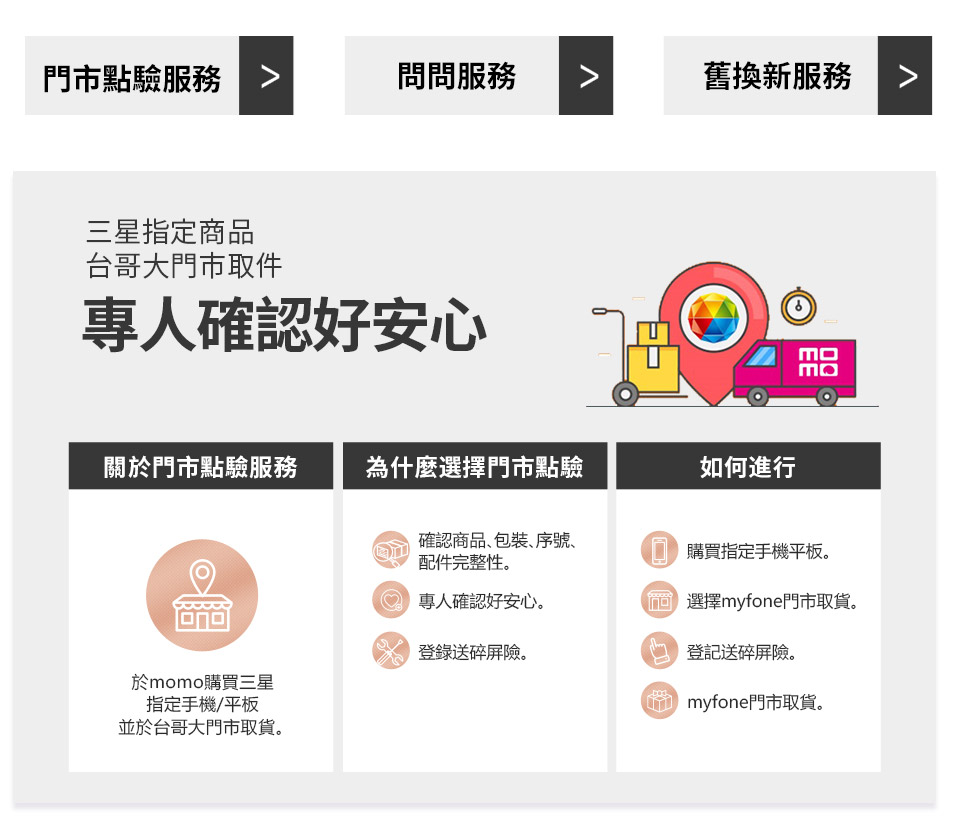 門市點驗服務 >
問問服務 >
舊換新服務 >
三星指定商品
台哥大門市取件
專人確認好安心
momo
關於門市點驗服務
於momo購買三星
指定手機/平板
並於台哥大門市取貨。
為什麼選擇門市點驗
確認商品、包裝、序號、
配件完整性。
專人確認好安心。
登錄送碎屏險。
如何進行
購買指定手機平板。
選擇myfone門市取貨。
登記送碎屏險。
myfone門市取貨。